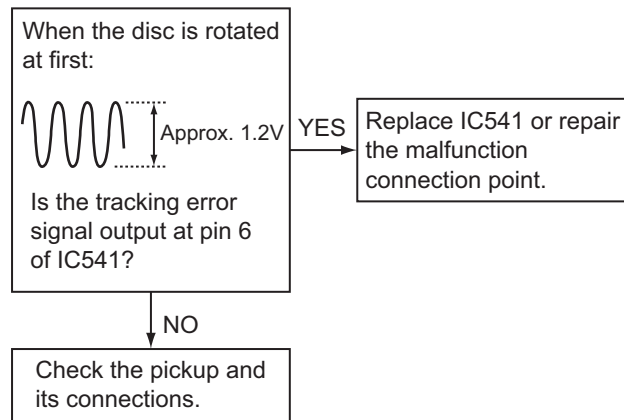 When the disc is rotated
at first:
Approx. 1.2V
Is the tracking error
signal output at pin 6
of IC541?
YES
Replace IC541 or repair
the malfunction
connection point.
NO
Check the pickup and
its connections.